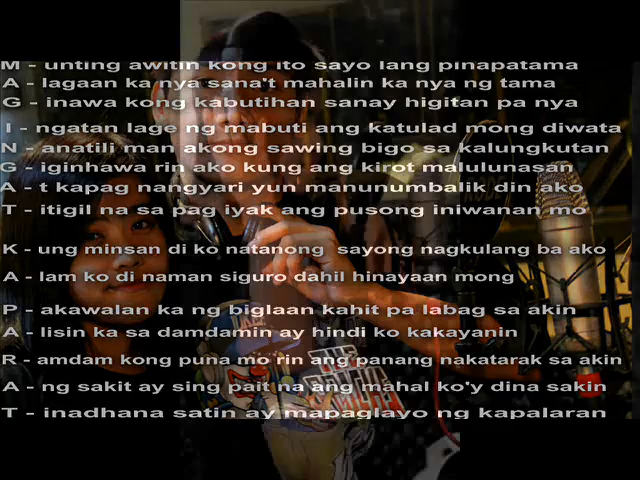 M - unting awitin kong ito sayo lang pinapatama
A - lagaan ka nya sana't mahalin ka nya ng tama
G - inawa kong kabutihan sanay higitan pa nya
I - ngatan lage ng mabuti ang katulad mong diwata
N - anatili man akong sawing bigo sa kalungkutan
G - iginhawa rin ako kung ang kirot malulunasan
A - t kapag nangyari yun manunumbalik din ako
T - itigil na sa pag iyak ang pusong iniwanan mo
K - ung minsan di ko natanong sayong nagkulang ba ako
A - lam ko di naman siguro dahil hinayaan mong
P - akawalan ka ng biglaan kahit pa labag sa akin
A - lisin ka sa damdamin ay hindi ko kakayanin
R - amdam kong puna mo rin ang panang nakatarak sa akin
A - ng sakit ay sing pait na ang mahal ko'y dina sakin
T - inadhana satin ay mapaglayo ng kapalaran